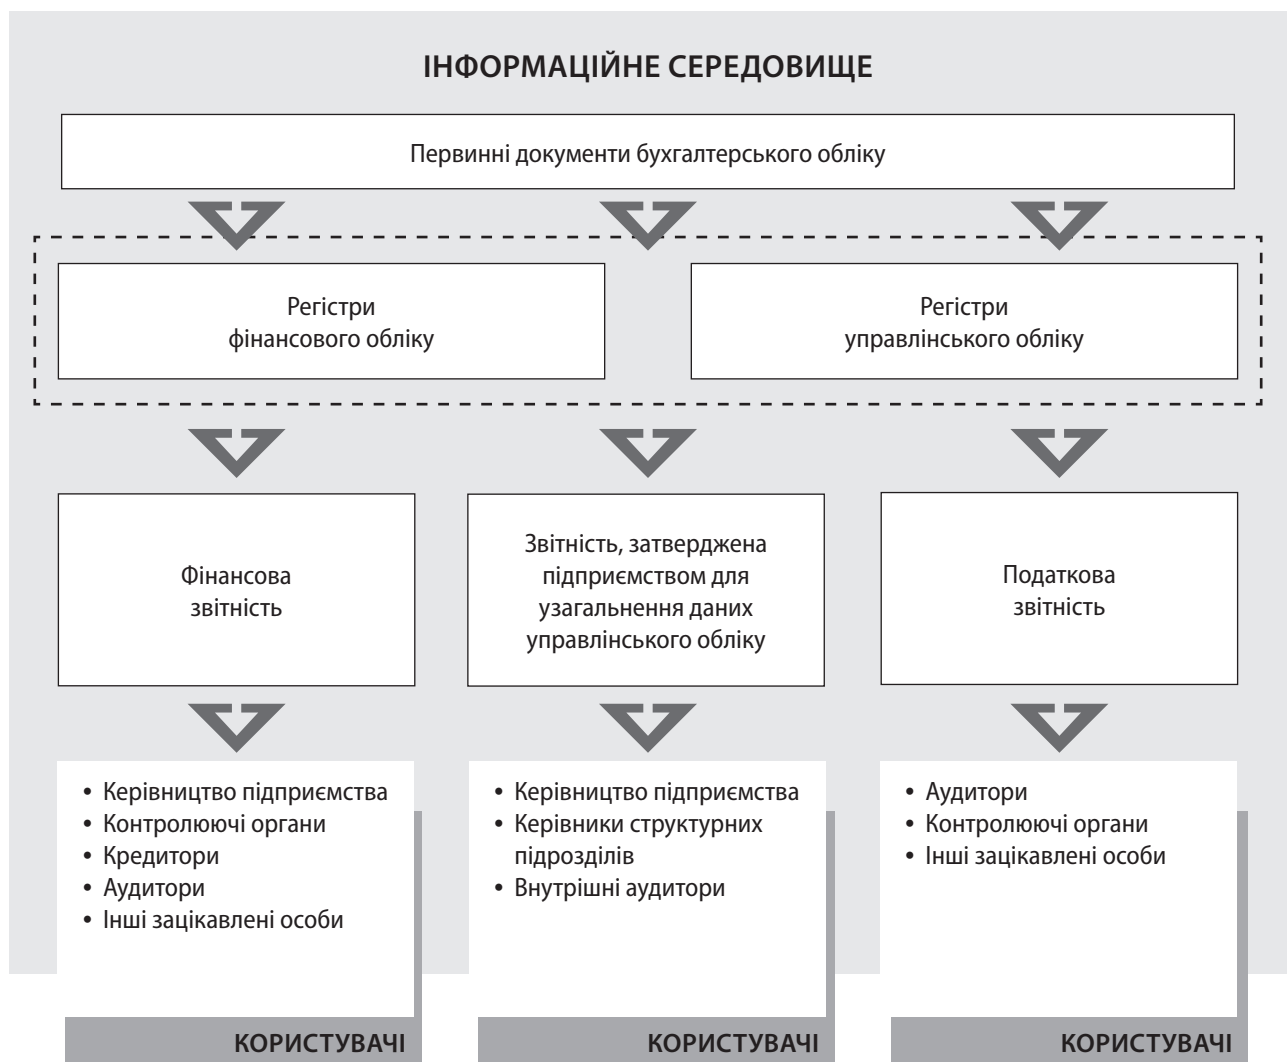 ІНФОРМАЦІЙНЕ СЕРЕДОВИЩЕ
Первинні документи бухгалтерського обліку
Регістри
фінансового обліку
Регістри
управлінського обліку
Фінансова
звітність
Звітність, затверджена
підприємством для
узагальнення даних
управлінського обліку
Податкова
звітність
• Керівництво підприємства
• Контролюючі органи
• Кредитори
• Аудитори
• Інші зацікавлені особи
КОРИСТУВАЧІ
• Керівництво підприємства
• Керівники структурних
підрозділів
• Внутрішні аудитори
КОРИСТУВАЧІ
• Аудитори
• Контролюючі органи
• Інші зацікавлені особи
КОРИСТУВАЧІ